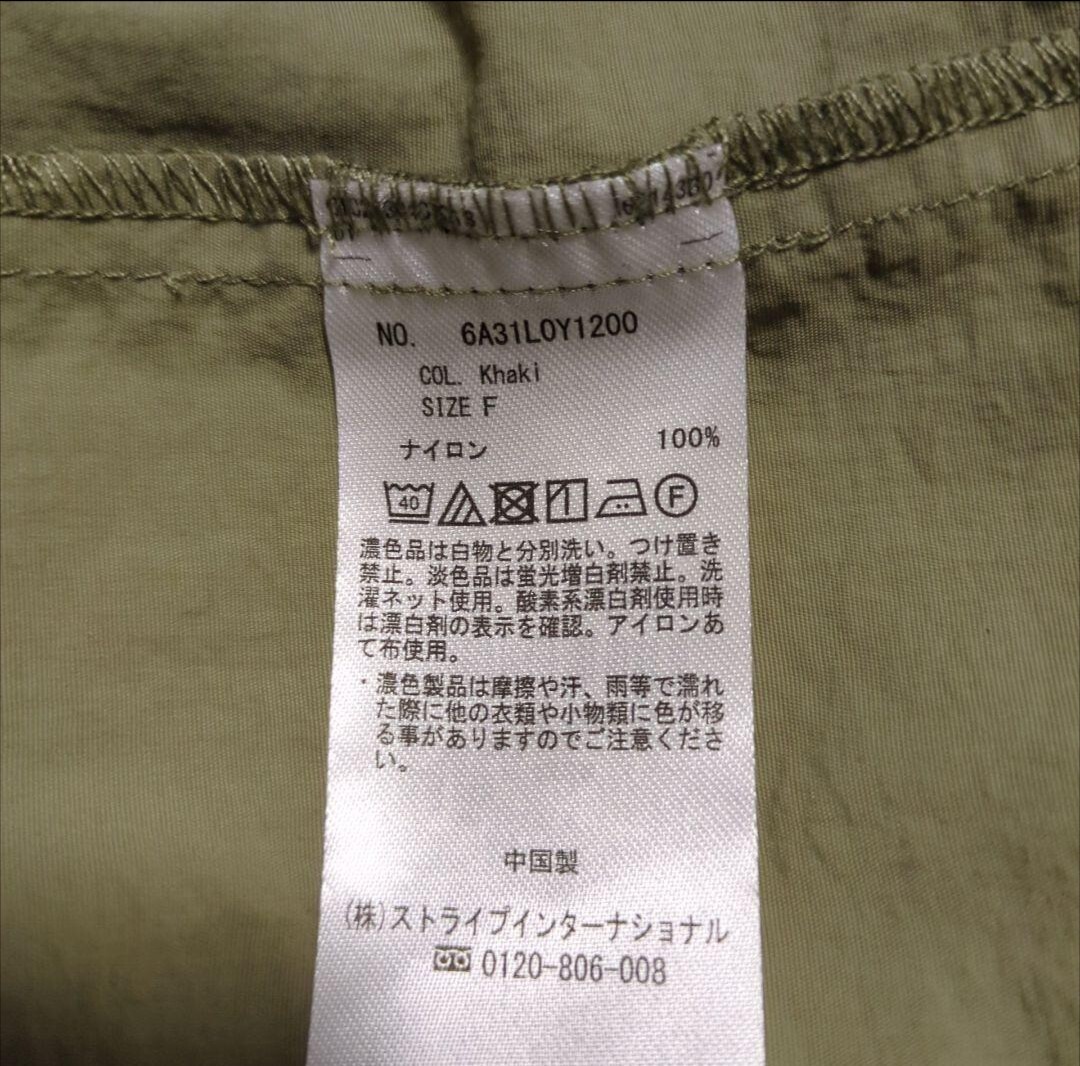 NO. 6A31L0Y1200
COL. Khaki
SIZE F
ナイロン 100%
40 F
濃色品は白物と分別洗い。つけ置き
禁止。淡色品は蛍光増白剤禁止。洗
濯ネット使用。酸素系漂白剤使用時
は漂白剤の表示を確認。アイロンあ
て布使用。
・濃色製品は摩擦や汗、雨等で濡れ
た際に他の衣類や小物類に色が移
る事がありますのでご注意くださ
い。
中国製
(株)ストライプインターナショナル
0120-806-008